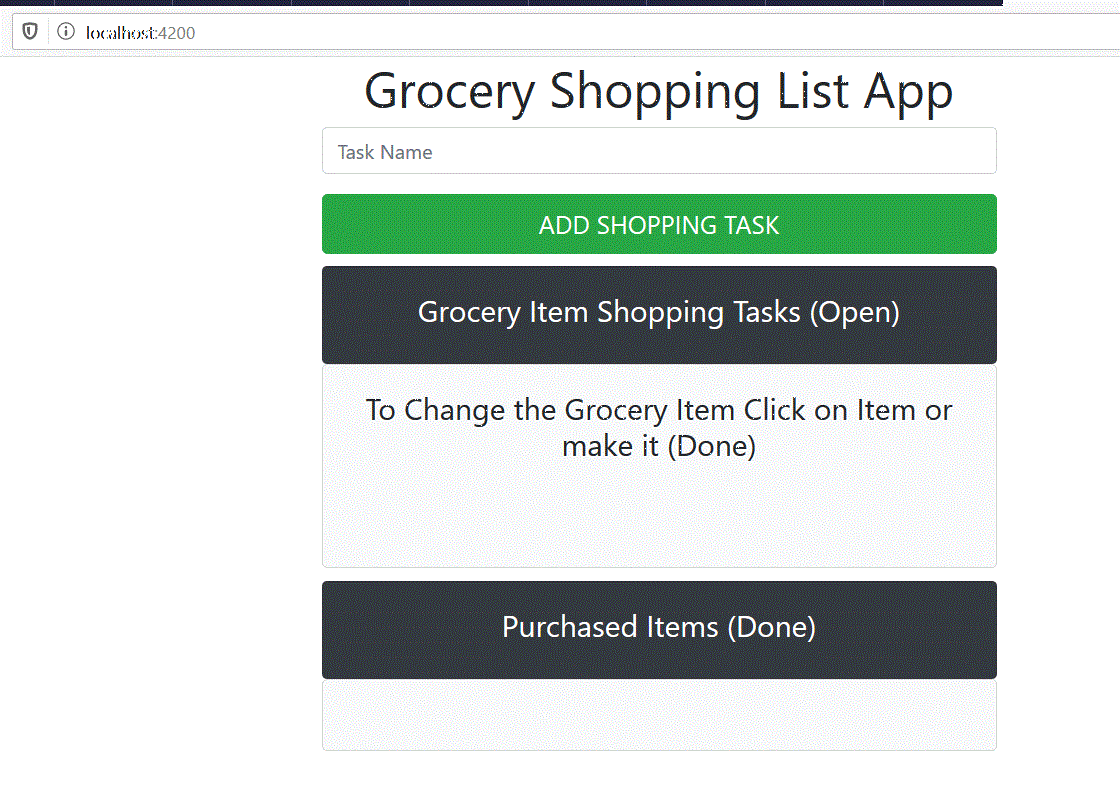 localhost:4200
Grocery Shopping List App
Task Name
ADD SHOPPING TASK
Grocery Item Shopping Tasks (Open)
To Change the Grocery Item Click on Item or
make it (Done)
Purchased Items (Done)